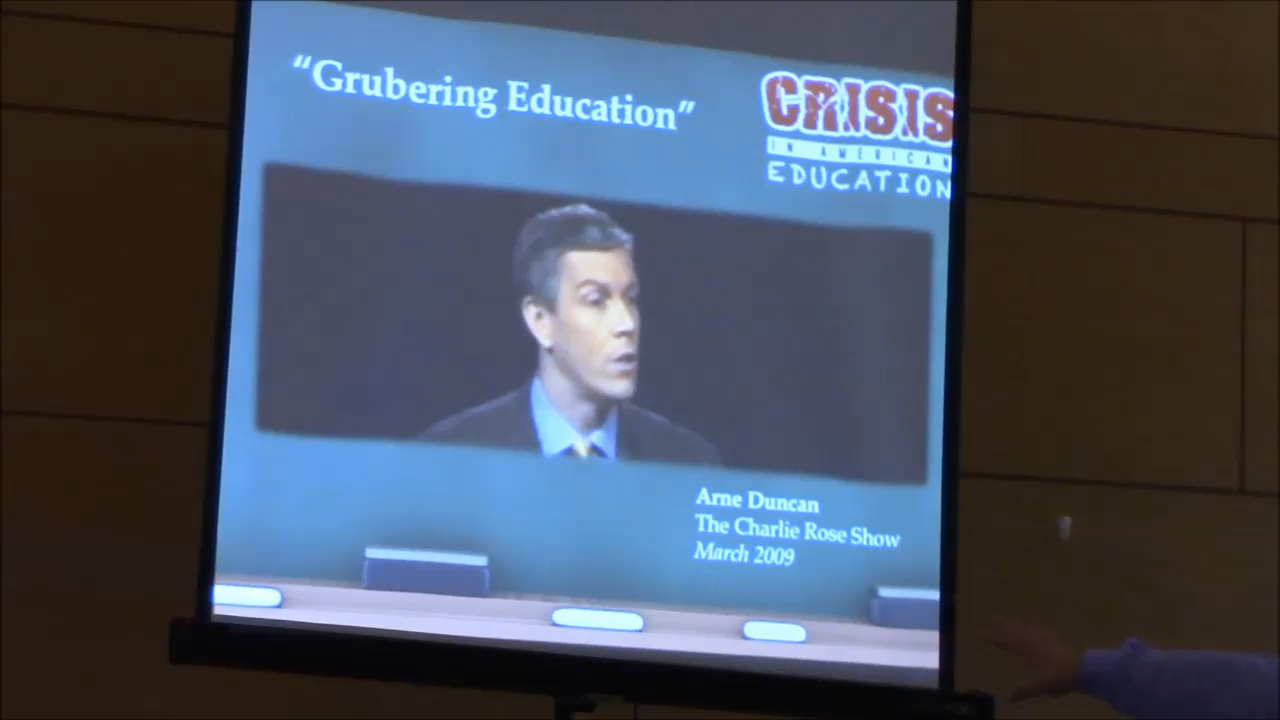 “Grubering Education”
CRISIS
IN AMERICAN
EDUCATION
Arne Duncan
The Charlie Rose Show
March 2009